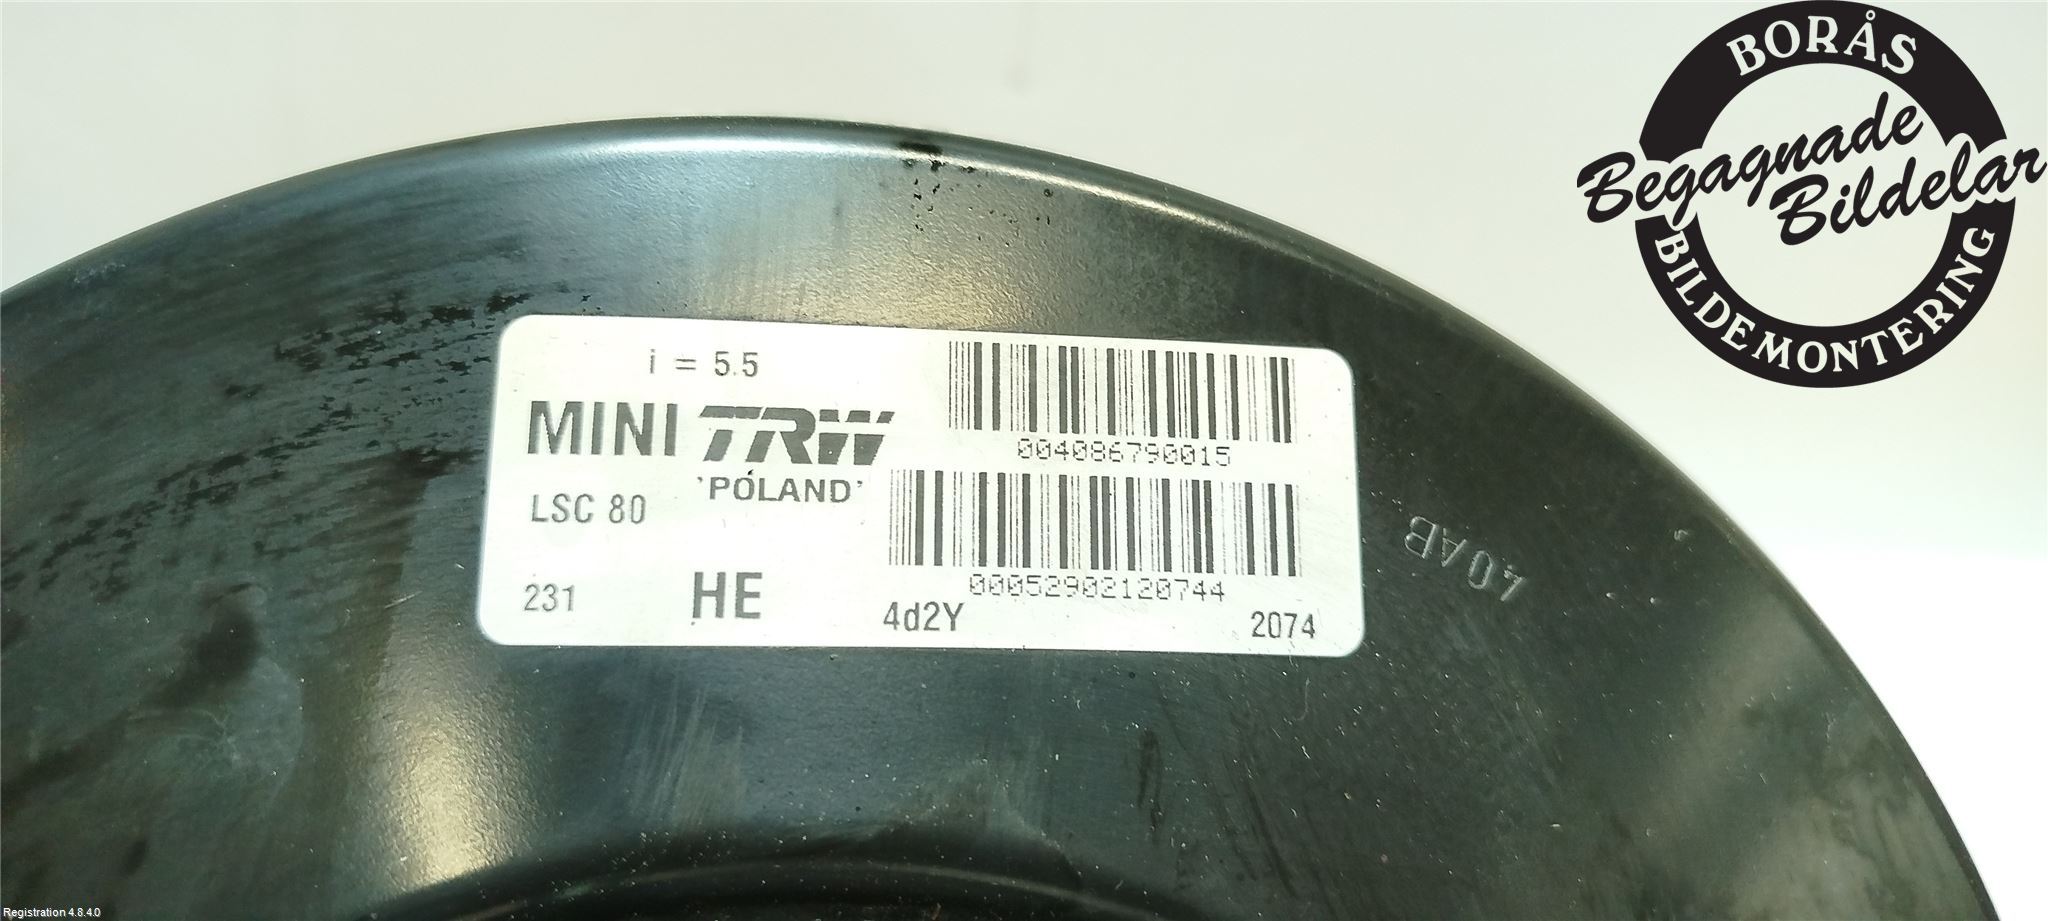 BORÅS
Begagnade
Bildelar
BILDEMONTERING
i = 5.5
MINI TRW
'POLAND'
004086790015
LSC 80
00052902120744
231 HE 4d2Y 2074
40AB
Registration 4.8.4.0